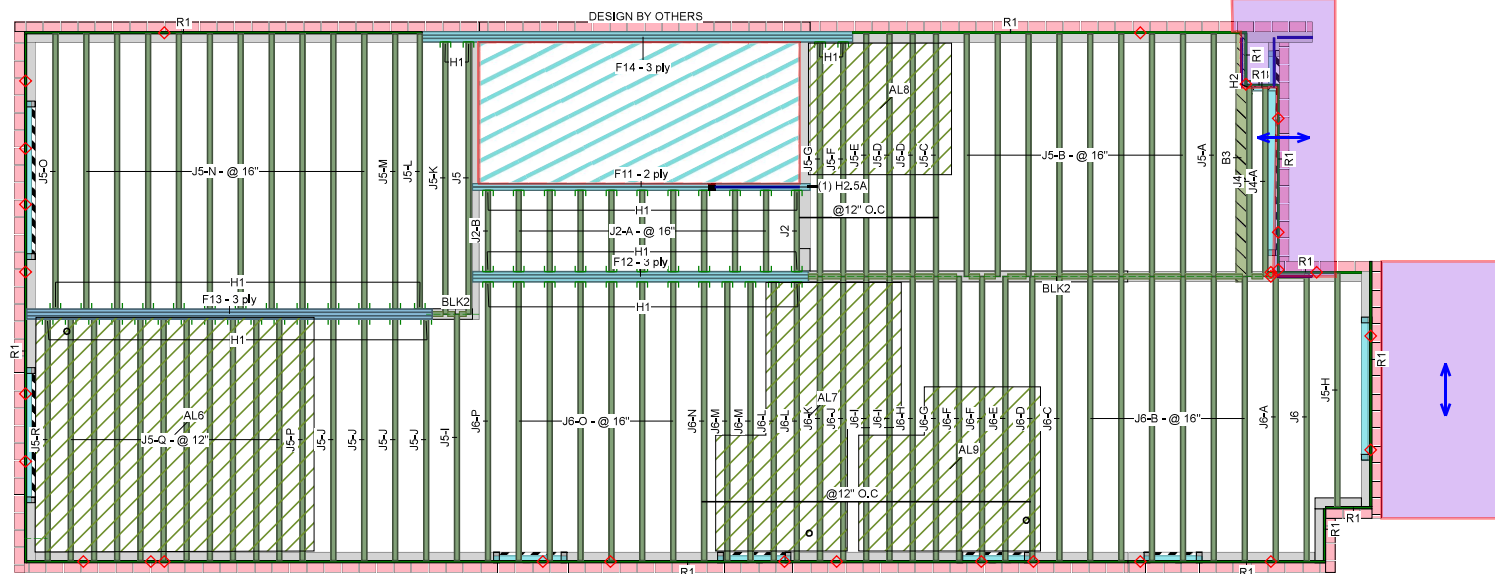 DESIGN BY OTHERS
R1
R1
R1
R1
F14 - 3 ply
H1
H1
AL8
H2
J5-O
J5-N - @ 16"
J5-M
J5-L
J5-K
J5
J5-G
J5-F
J5-E
J5-D
J5-D
J5-C
J5-B - @ 16"
J5-A
B3
J4
J4-A
R1
F11 - 2 ply
(1) H2.5A
H1
@12" O.C
J2-B
J2-A - @ 16"
J2
H1
F12 - 3 ply
R1
H1
F13 - 3 ply
BLK2
H1
BLK2
H1
R1
R1
AL6
J5-R
J5-Q - @ 12"
J5-P
J5-J
J5-J
J5-J
J5-J
J5-I
J6-P
J6-O - @ 16"
J6-N
J6-M
J6-M
J6-L
J6-L
AL7
J6-K
J6-J
J6-I
J6-I
J6-H
J6-G
J6-F
J6-F
J6-E
J6-D
J6-C
J6-B - @ 16"
J6-A
J6
J5-H
AL9
@12" O.C
R1
R1
R1
R1